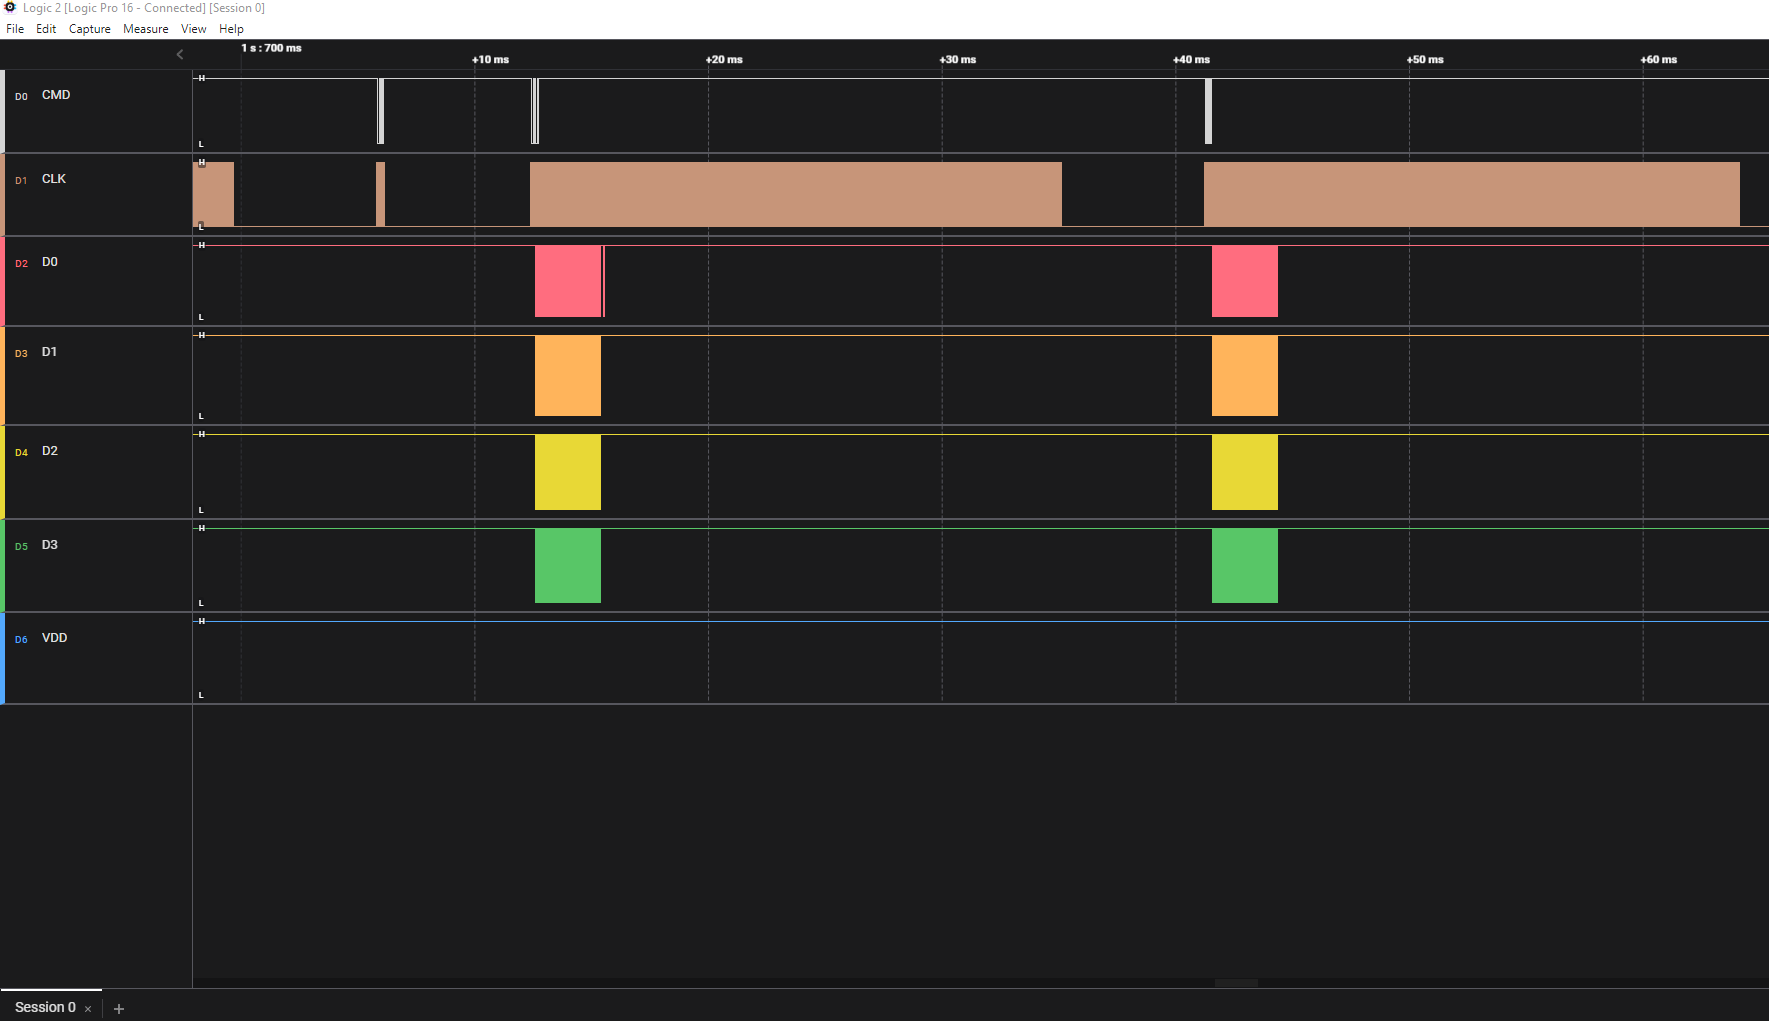 Logic 2 [Logic Pro 16 - Connected] [Session 0]
File Edit Capture Measure View Help
1 s : 700 ms
+10 ms +20 ms +30 ms +40 ms +50 ms +60 ms
H
D0 CMD
L
H
D1 CLK
L
H
D2 D0
L
H
D3 D1
L
H
D4 D2
L
H
D5 D3
L
H
D6 VDD
L
Session 0 × +